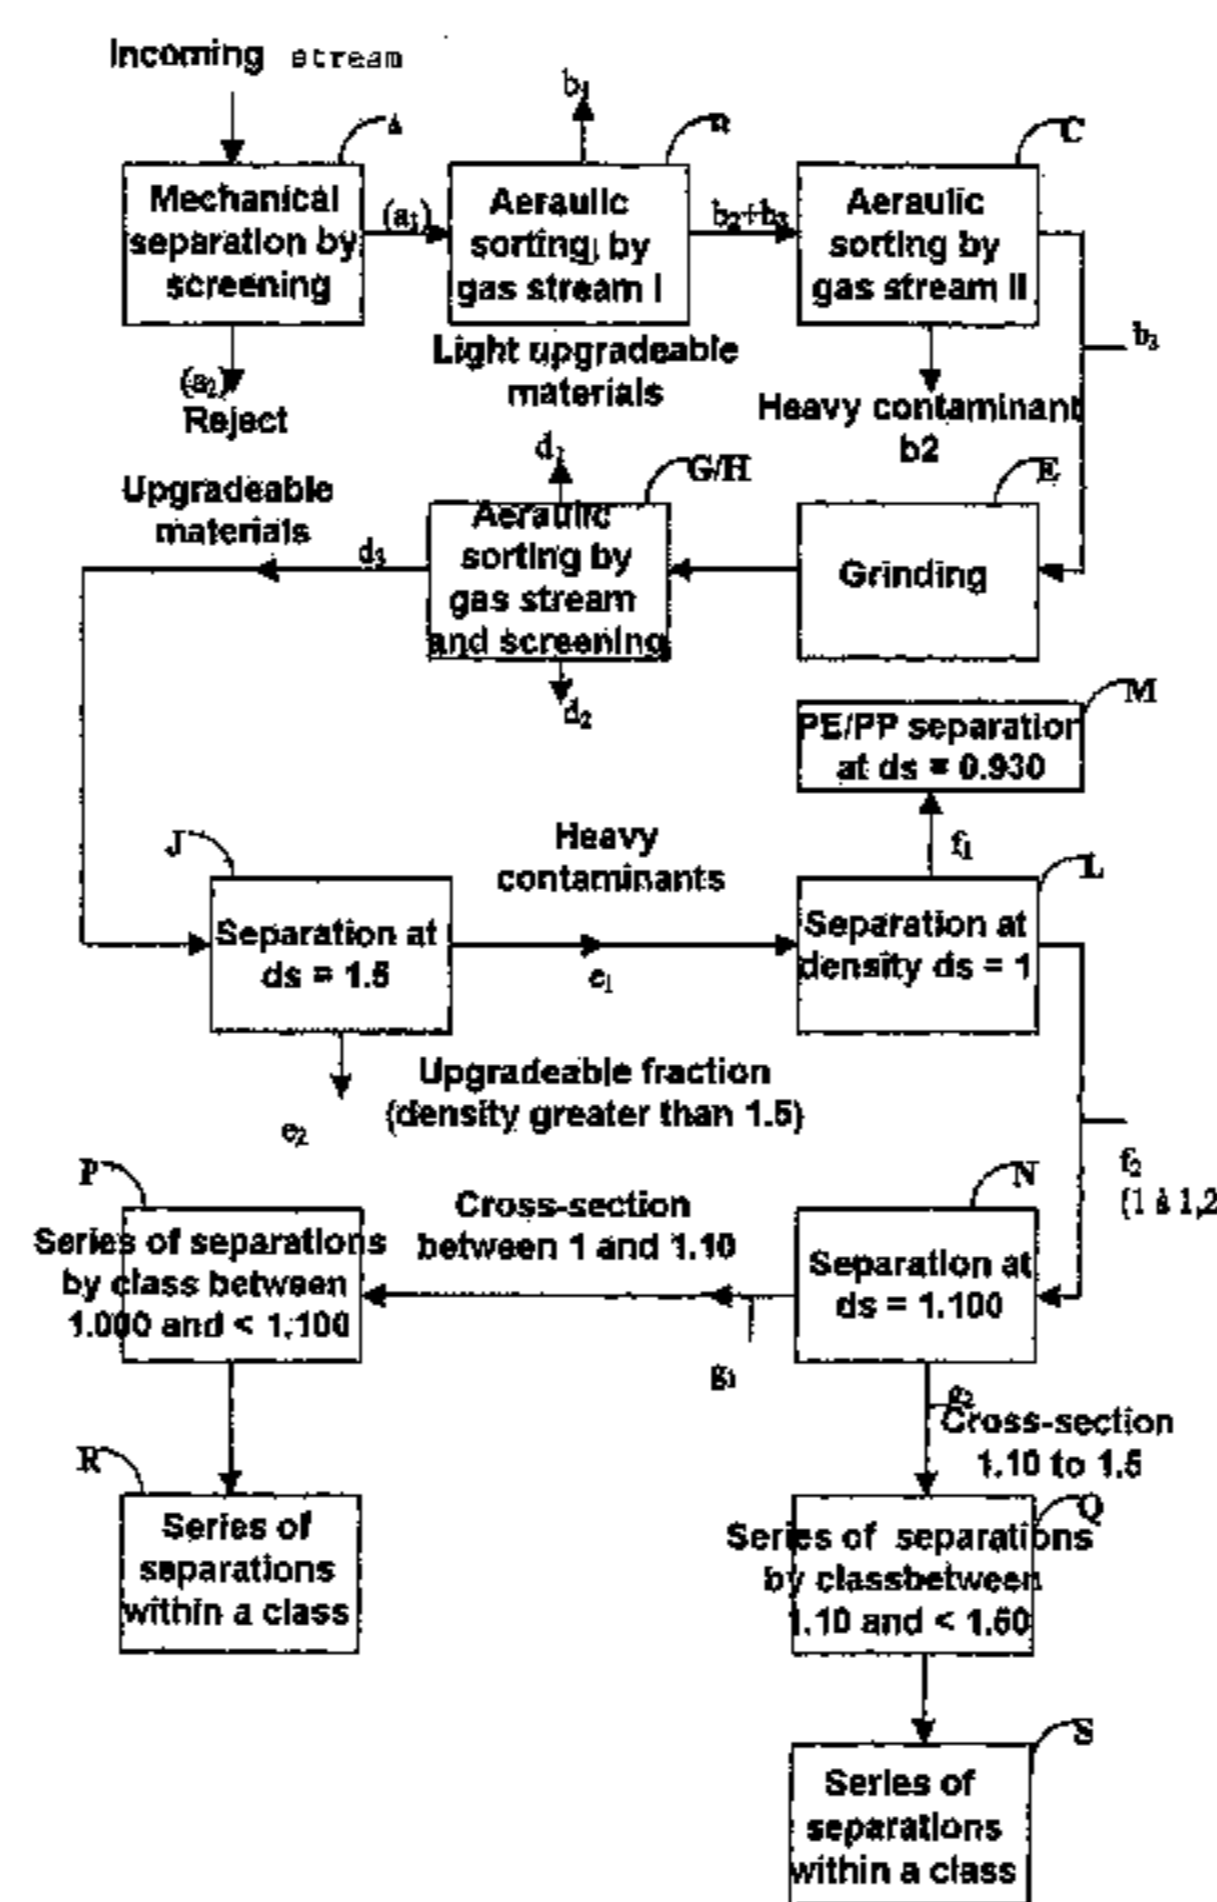 Incoming stream
A
Mechanical
separation by
screening
(a1)
(a2)
Reject
b1
B
Aeraulic
sorting by
gas stream I
b2+b3
Light upgradeable
materials
C
Aeraulic
sorting by
gas stream II
b3
Heavy contaminant
b2
E
Grinding
G/H
Aeraulic
sorting by
gas stream
and screening
d2
d3
Upgradeable
materials
M
PE/PP separation
at ds = 0.930
f1
J
Separation at
ds = 1.5
Heavy
contaminants
e1
L
Separation at
density ds = 1
e2
Upgradeable fraction
(density greater than 1.5)
f2
(1 à 1,2
N
Separation at
ds = 1.100
Cross-section
between 1 and 1.10
g1
P
Series of separations
by class between
1.000 and < 1.100
g2
Cross-section
1.10 to 1.5
R
Series of
separations
within a class
Q
Series of separations
by classbetween
1.10 and < 1.60
S
Series of
separations
within a class